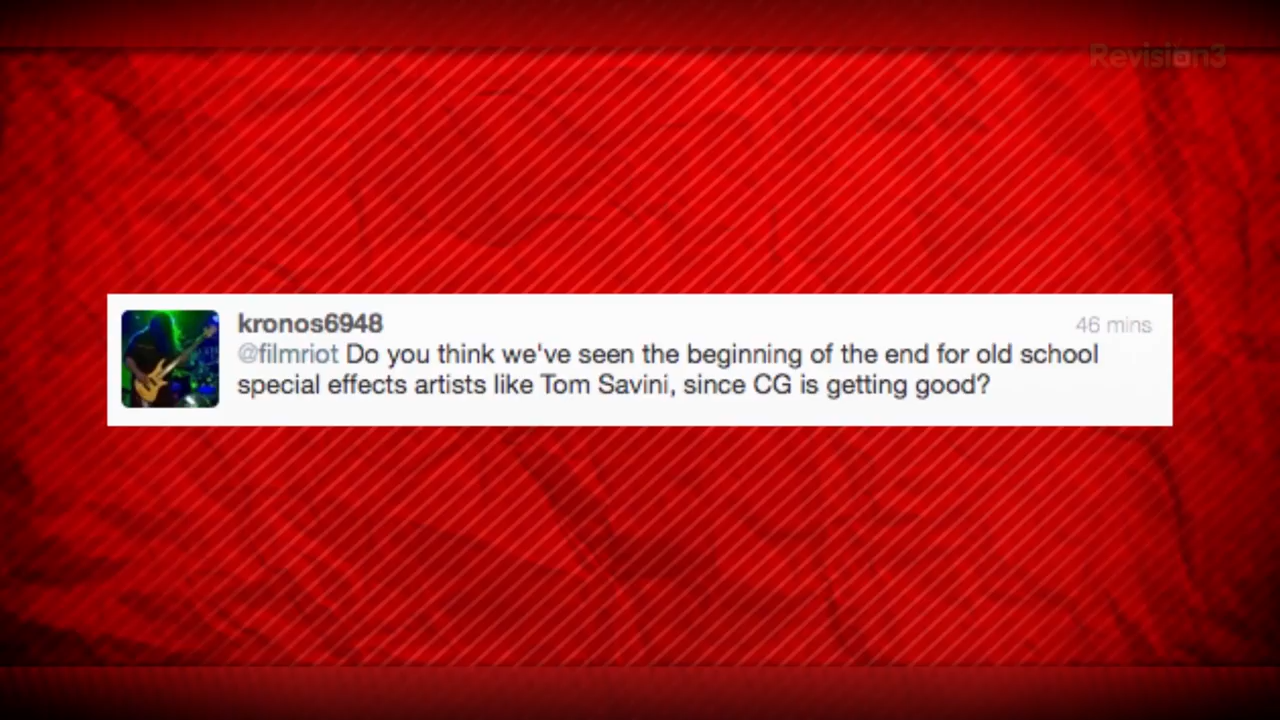 Revision3
kronos6948
46 mins
@filmriot Do you think we've seen the beginning of the end for old school
special effects artists like Tom Savini, since CG is getting good?